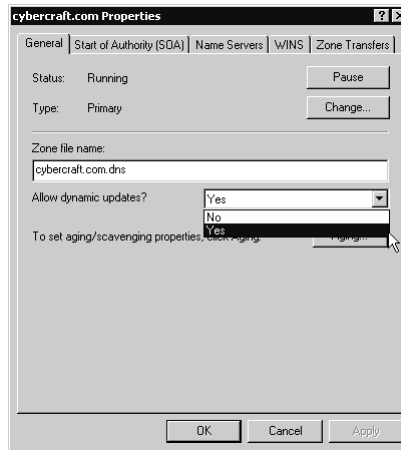 cybercraft.com Properties
General Start of Authority (SOA) Name Servers WINS Zone Transfers
Status: Running Pause
Type: Primary Change...
Zone file name:
cybercraft.com.dns
Allow dynamic updates? Yes
No
Yes
To set aging/scavenging properties, click Aging. Aging...
OK Cancel Apply